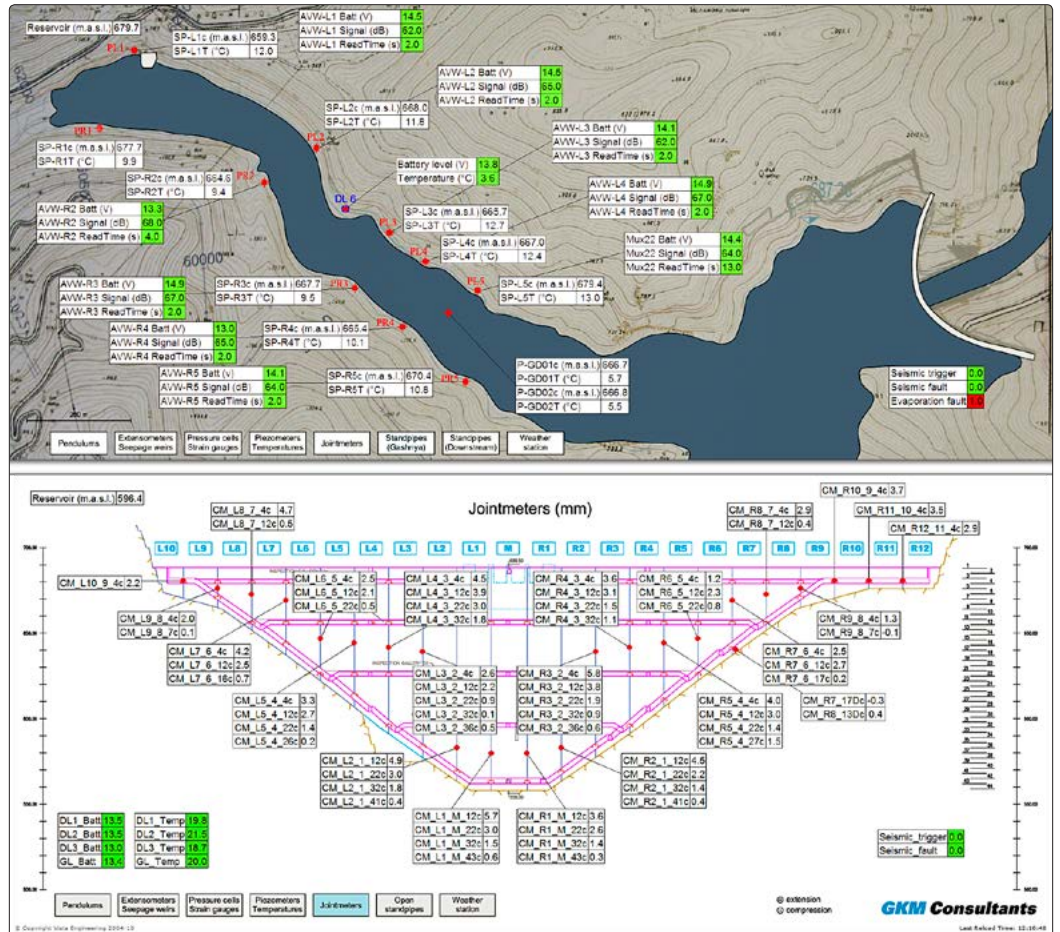 Reservoir (m.a.s.l.) 679.7
PL1
SP-L1c (m.a.s.l.) 659.3
SP-L1T (°C) 12.0
AVW-L1 Batt (V) 14.5
AVW-L1 Signal (dB) 62.0
AVW-L1 ReadTime (s) 2.0
AVW-L2 Batt (V) 14.5
AVW-L2 Signal (dB) 65.0
AVW-L2 ReadTime (s) 2.0
SP-L2c (m.a.s.l.) 668.0
SP-L2T (°C) 11.8
PL2
AVW-L3 Batt (V) 14.1
AVW-L3 Signal (dB) 62.0
AVW-L3 ReadTime (s) 2.0
PR1
SP-R1c (m.a.s.l.) 677.7
SP-R1T (°C) 9.9
Battery level (V) 13.8
Temperature (°C) 3.6
SP-R2c (m.a.s.l.) 664.6
SP-R2T (°C) 9.4
PR2
AVW-L4 Batt (V) 14.9
AVW-L4 Signal (dB) 67.0
AVW-L4 ReadTime (s) 2.0
DL 6
AVW-R2 Batt (V) 13.3
AVW-R2 Signal (dB) 68.0
AVW-R2 ReadTime (s) 4.0
SP-L3c (m.a.s.l.) 665.7
SP-L3T (°C) 12.7
PL3
SP-L4c (m.a.s.l.) 667.0
SP-L4T (°C) 12.4
PL4
Mux22 Batt (V) 14.4
Mux22 Signal (dB) 64.0
Mux22 ReadTime (s) 13.0
60000
AVW-R3 Batt (V) 14.9
AVW-R3 Signal (dB) 67.0
AVW-R3 ReadTime (s) 2.0
SP-R3c (m.a.s.l.) 667.7
SP-R3T (°C) 9.5
PR3
PL5
SP-L5c (m.a.s.l.) 679.4
SP-L5T (°C) 13.0
AVW-R4 Batt (V) 13.0
AVW-R4 Signal (dB) 65.0
AVW-R4 ReadTime (s) 2.0
SP-R4c (m.a.s.l.) 665.4
SP-R4T (°C) 10.1
PR4
AVW-R5 Batt (V) 14.1
AVW-R5 Signal (dB) 64.0
AVW-R5 ReadTime (s) 2.0
SP-R5c (m.a.s.l.) 670.4
SP-R5T (°C) 10.8
PR5
P-GD01c (m.a.s.l.) 666.7
P-GD01T (°C) 5.7
P-GD02c (m.a.s.l.) 666.8
P-GD02T (°C) 5.5
Seismic trigger 0.0
Seismic fault 0.0
Evaporation fault 1.0
Pendulums
Extensometers
Seepage weirs
Pressure cells
Strain gauges
Piezometers
Temperatures
Jointmeters
Standpipes
(Gashnya)
Standpipes
(Downstream)
Weather
station
Reservoir (m.a.s.l.) 596.4
Jointmeters (mm)
CM_L8_7_4c 4.7
CM_L8_7_12c 0.6
CM_R8_7_4c 2.9
CM_R8_7_12c 0.4
CM_R10_9_4c 3.7
CM_R11_10_4c 3.5
CM_R12_11_4c 2.9
L10 L9 L8 L7 L6 L5 L4 L3 L2 L1 M R1 R2 R3 R4 R5 R6 R7 R8 R9 R10 R11 R12
CM_L10_9_4c 2.2
CM_L6_5_4c 2.5
CM_L6_5_12c 2.1
CM_L6_5_22c 0.5
CM_L4_3_4c 4.5
CM_L4_3_12c 3.9
CM_L4_3_22c 3.0
CM_L4_3_32c 1.8
CM_R4_3_4c 3.6
CM_R4_3_12c 3.1
CM_R4_3_22c 1.5
CM_R4_3_32c 1.1
CM_R6_5_4c 1.2
CM_R6_5_12c 2.3
CM_R6_5_22c 0.8
CM_L9_8_4c 2.0
CM_L9_8_7c 0.1
CM_R9_8_4c 1.3
CM_R9_8_7c -0.1
CM_L7_6_4c 4.2
CM_L7_6_12c 2.5
CM_L7_6_16c 0.7
CM_R7_6_4c 2.5
CM_R7_6_12c 2.7
CM_R7_6_17c 0.2
CM_L3_2_4c 2.6
CM_L3_2_12c 2.2
CM_L3_2_22c 0.9
CM_L3_2_32c 0.1
CM_L3_2_36c 0.5
CM_R3_2_4c 5.8
CM_R3_2_12c 3.8
CM_R3_2_22c 1.9
CM_R3_2_32c 0.9
CM_R3_2_36c 0.6
CM_L5_4_4c 3.3
CM_L5_4_12c 2.7
CM_L5_4_22c 1.4
CM_L5_4_26c 0.2
CM_R5_4_4c 4.0
CM_R5_4_12c 3.0
CM_R5_4_22c 1.4
CM_R5_4_27c 1.5
CM_R7_17Dc -0.3
CM_R8_13Dc 0.4
CM_L2_1_12c 4.9
CM_L2_1_22c 3.0
CM_L2_1_32c 1.8
CM_L2_1_41c 0.4
CM_R2_1_12c 4.5
CM_R2_1_22c 2.2
CM_R2_1_32c 1.4
CM_R2_1_41c 0.4
CM_L1_M_12c 5.7
CM_L1_M_22c 3.0
CM_L1_M_32c 1.5
CM_L1_M_43c 0.6
CM_R1_M_12c 3.6
CM_R1_M_22c 2.6
CM_R1_M_32c 1.4
CM_R1_M_43c 0.3
DL1_Batt 13.5 DL1_Temp 19.8
DL2_Batt 13.5 DL2_Temp 21.5
DL3_Batt 13.0 DL3_Temp 18.7
GL_Batt 13.4 GL_Temp 20.0
Seismic_trigger 0.0
Seismic_fault 0.0
Pendulums
Extensometers
Seepage weirs
Pressure cells
Strain gauges
Piezometers
Temperatures
Jointmeters
Open
standpipes
Weather
station
extension
compression
GKM Consultants
© Copyright Vista Engineering 2004-13
Last Reload Time: 12:10:48